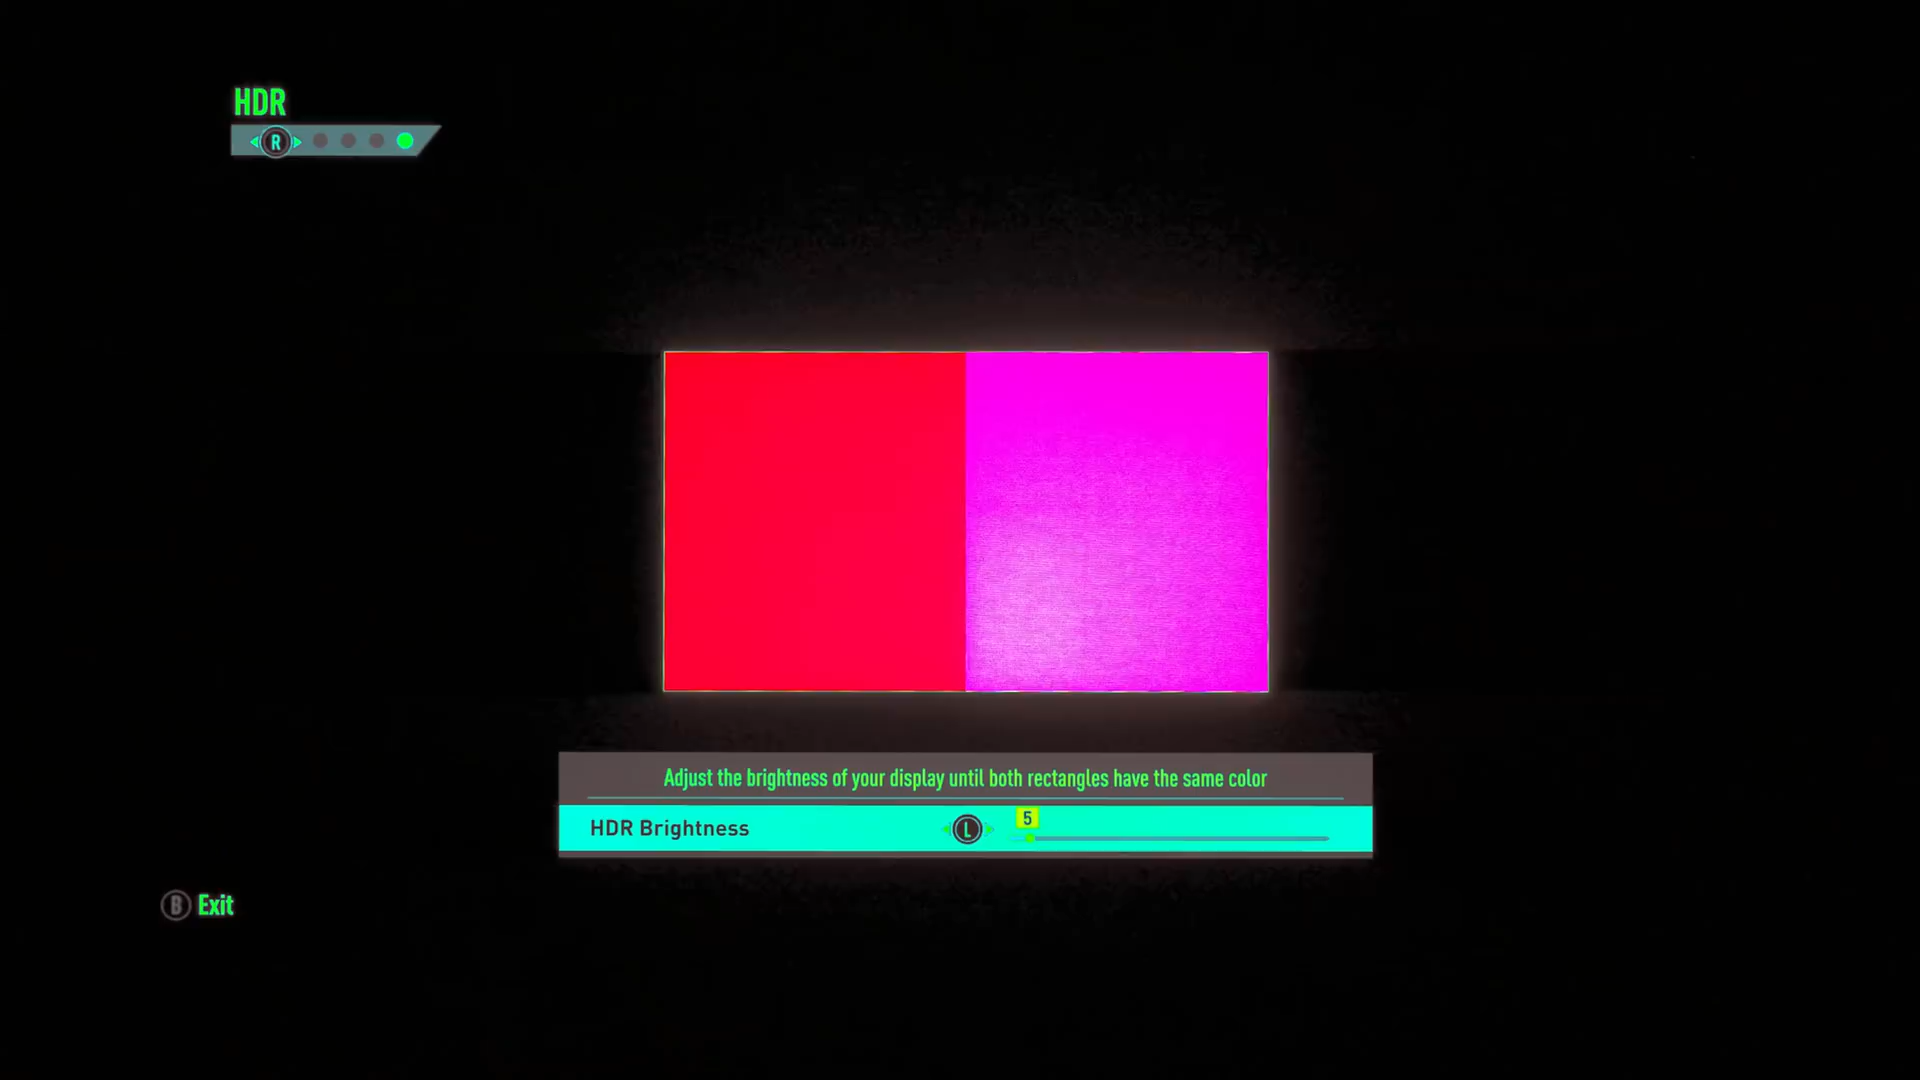 HDR
R
Adjust the brightness of your display until both rectangles have the same color
HDR Brightness L 5
B Exit